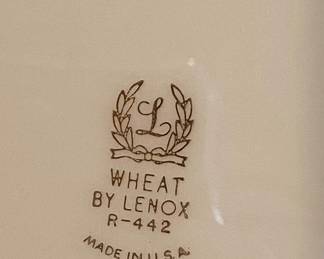 L
WHEAT
BY LENOX
R-442
MADE IN U.S.A